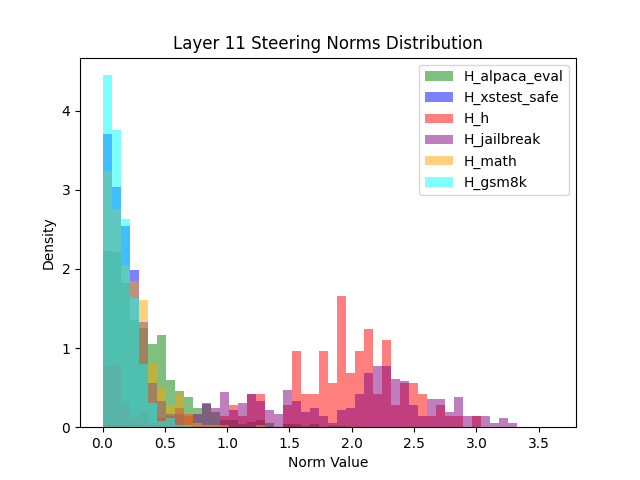 Layer 11 Steering Norms Distribution
Density
4
3
2
1
0
H_alpaca_eval
H_xstest_safe
H_h
H_jailbreak
H_math
H_gsm8k
0.0 0.5 1.0 1.5 2.0 2.5 3.0 3.5
Norm Value